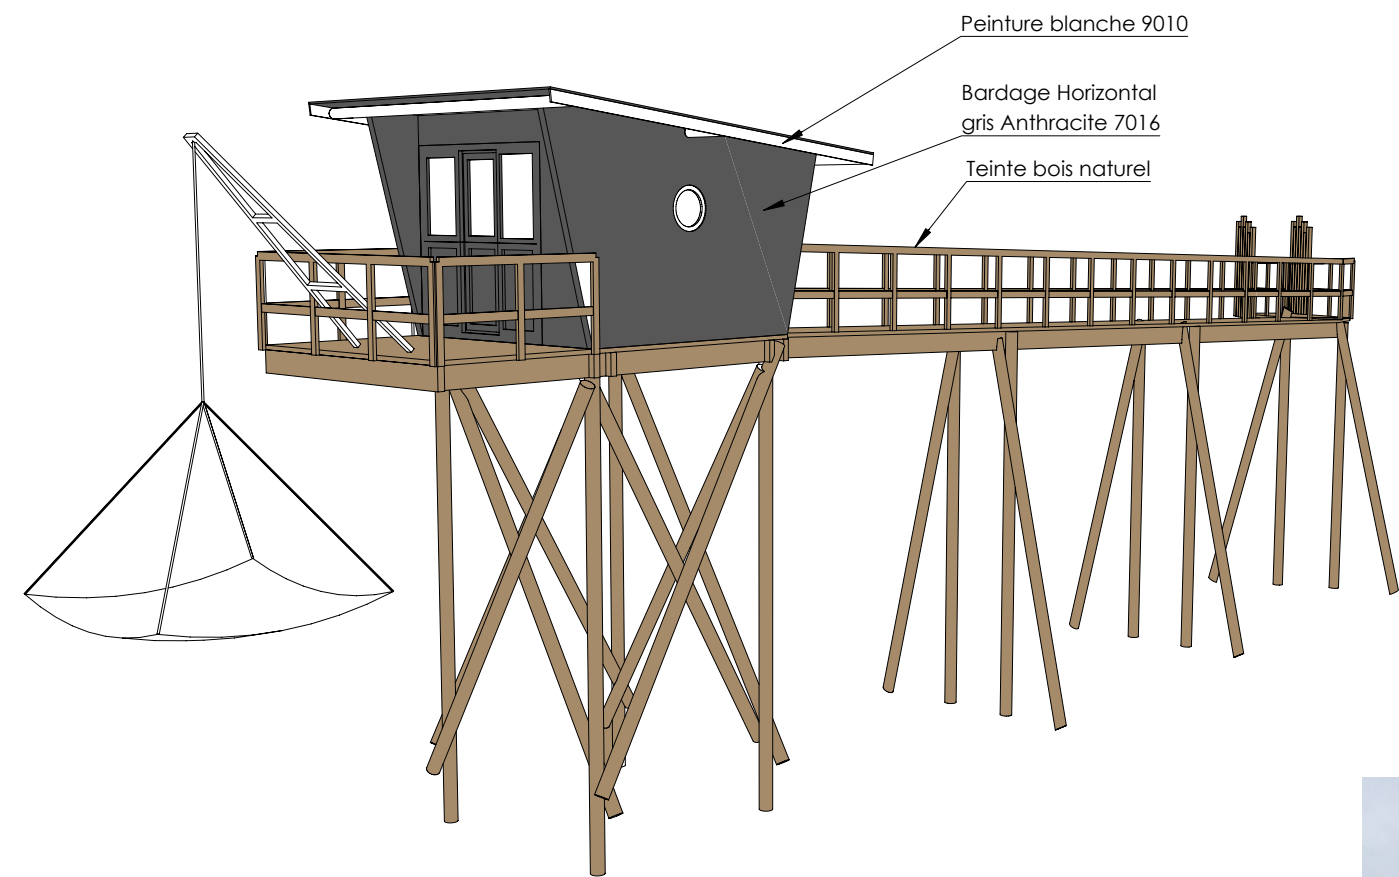 Peinture blanche 9010
Bardage Horizontal
gris Anthracite 7016
Teinte bois naturel